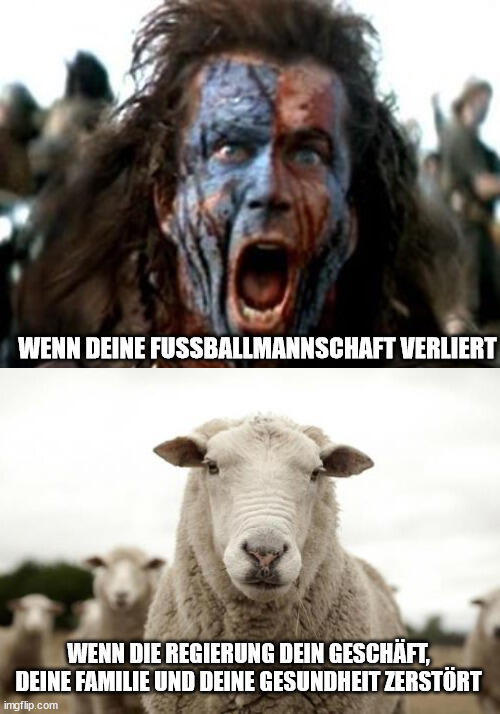 WENN DEINE FUSSBALLMANNSCHAFT VERLIERT
WENN DIE REGIERUNG DEIN GESCHÄFT,
DEINE FAMILIE UND DEINE GESUNDHEIT ZERSTÖRT
imgflip.com